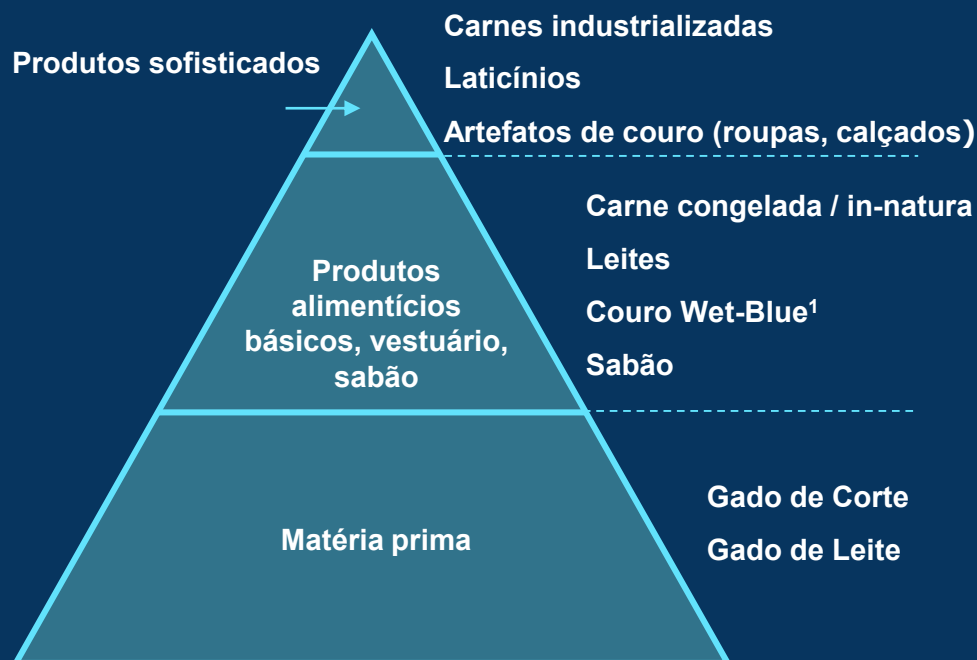 Carnes industrializadas
Produtos sofisticados
Laticínios
Artefatos de couro (roupas, calçados)
Carne congelada / in-natura
Leites
Produtos
alimentícios
básicos, vestuário,
sabão
Couro Wet-Blue¹
Sabão
Gado de Corte
Matéria prima
Gado de Leite